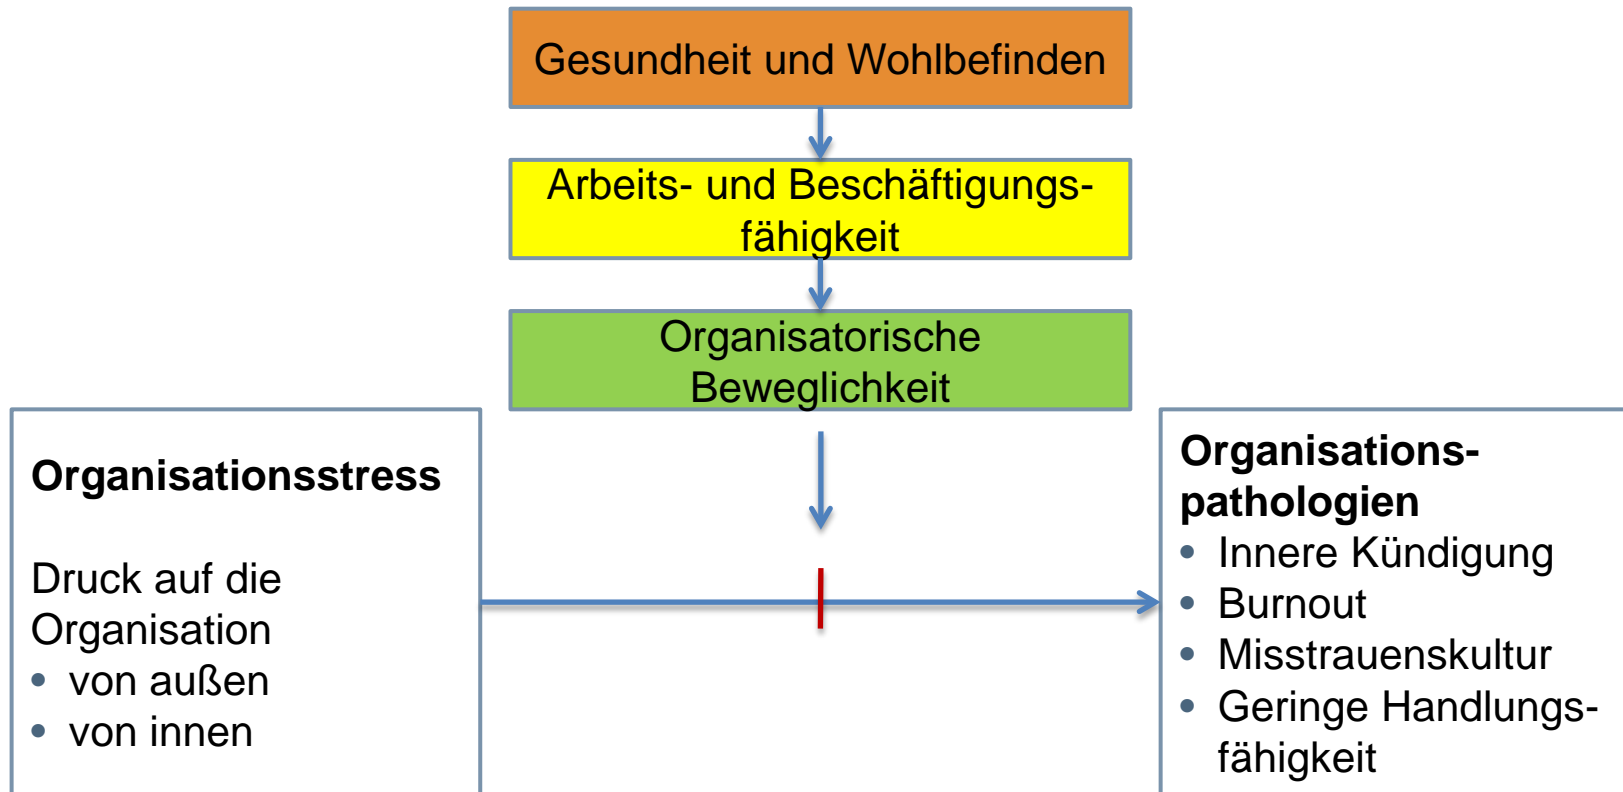 Gesundheit und Wohlbefinden
Arbeits- und Beschäftigungs-
fähigkeit
Organisatorische
Beweglichkeit
Organisationsstress
Druck auf die
Organisation
• von außen
• von innen
Organisations-
pathologien
• Innere Kündigung
• Burnout
• Misstrauenskultur
• Geringe Handlungs-
fähigkeit